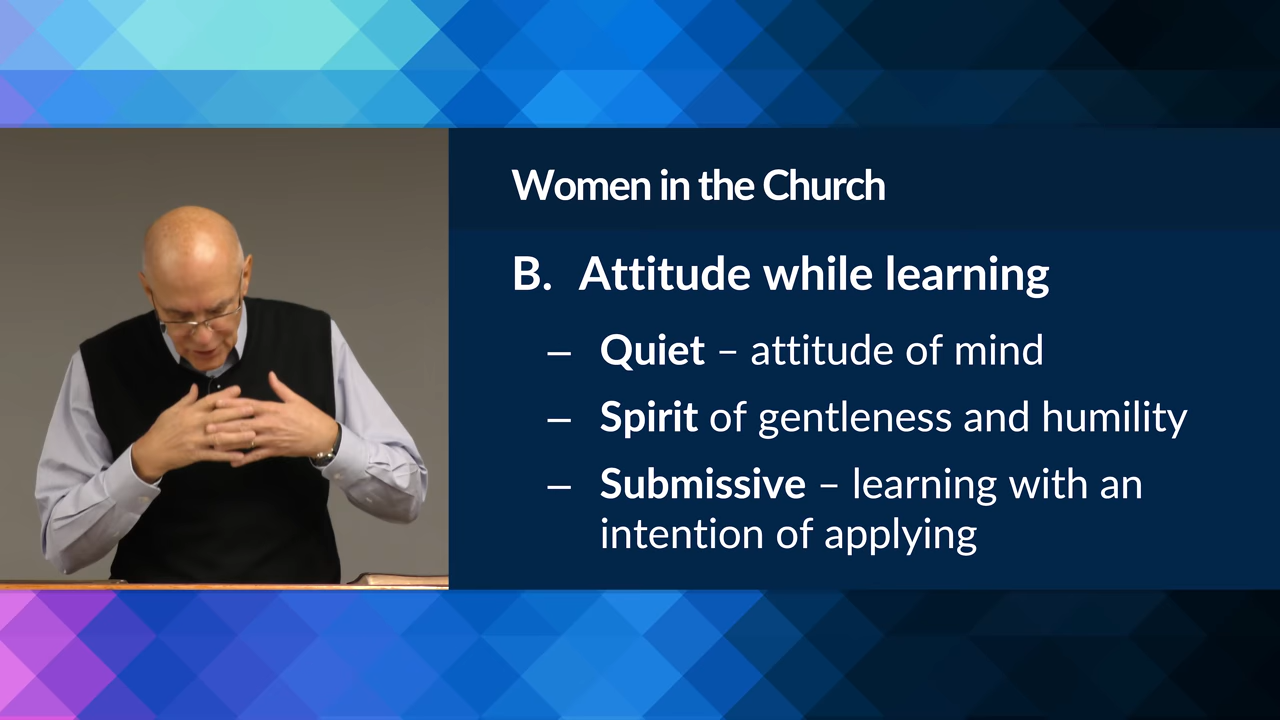 Women in the Church
B. Attitude while learning
– Quiet – attitude of mind
– Spirit of gentleness and humility
– Submissive – learning with an
intention of applying